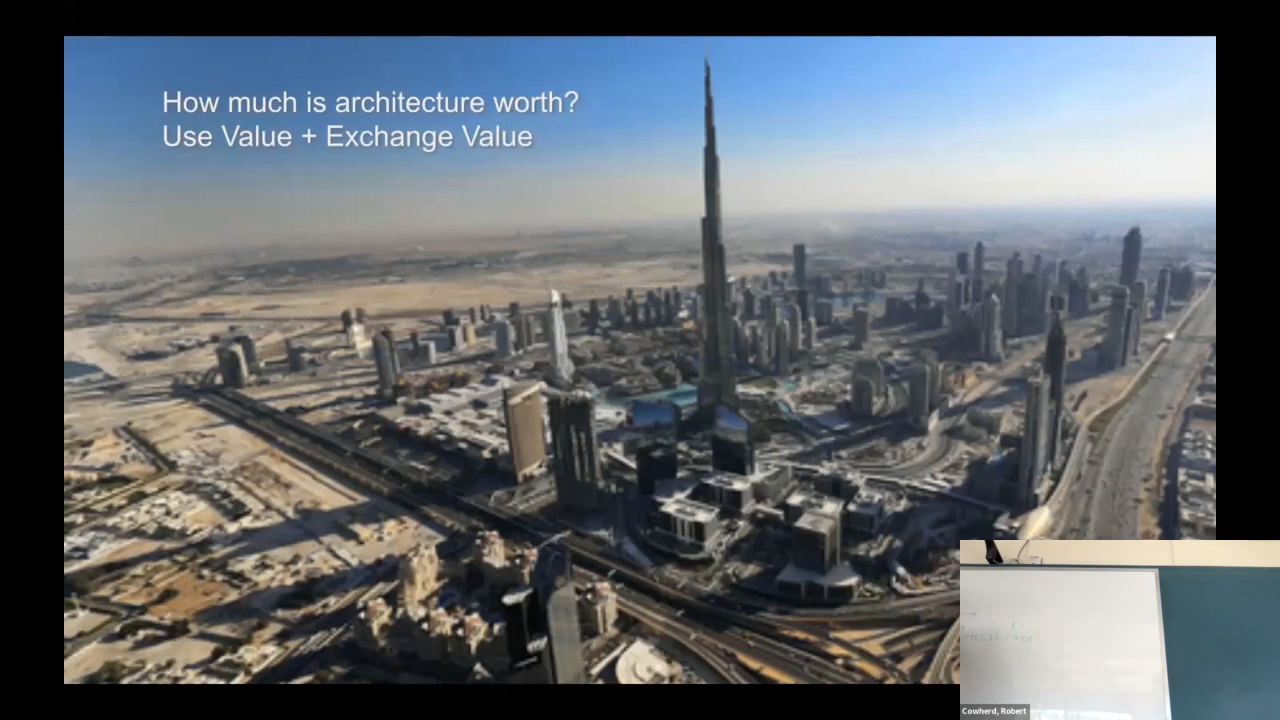 How much is architecture worth?
Use Value + Exchange Value
Cowherd, Robert